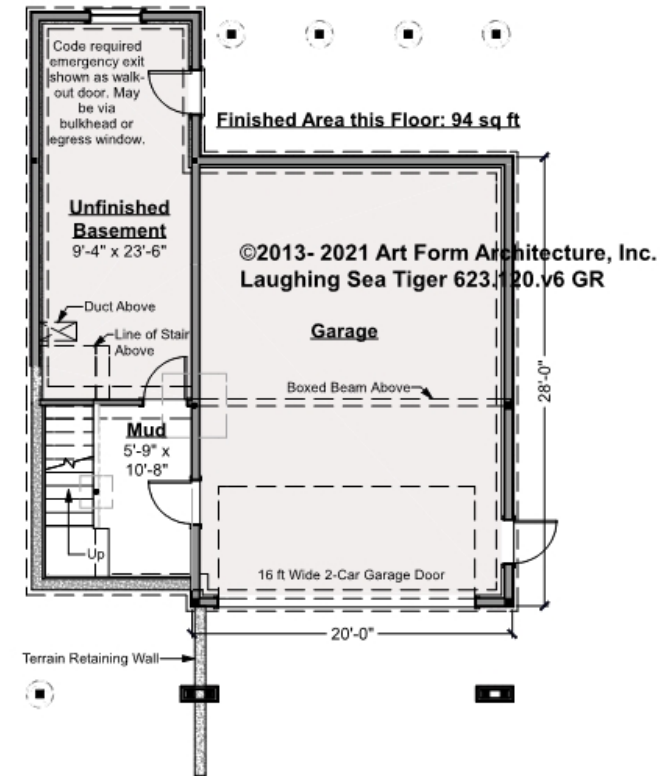 Code required
emergency exit
shown as walk-
out door. May
be via
bulkhead or
egress window.
Finished Area this Floor: 94 sq ft
Unfinished
Basement
9'-4" x 23'-6"
©2013- 2021 Art Form Architecture, Inc.
Laughing Sea Tiger 623.120.v6 GR
Duct Above
Line of Stair
Above
Garage
Boxed Beam Above
28'-0"
Mud
5'-9" x
10'-8"
Up
16 ft Wide 2-Car Garage Door
20'-0"
Terrain Retaining Wall